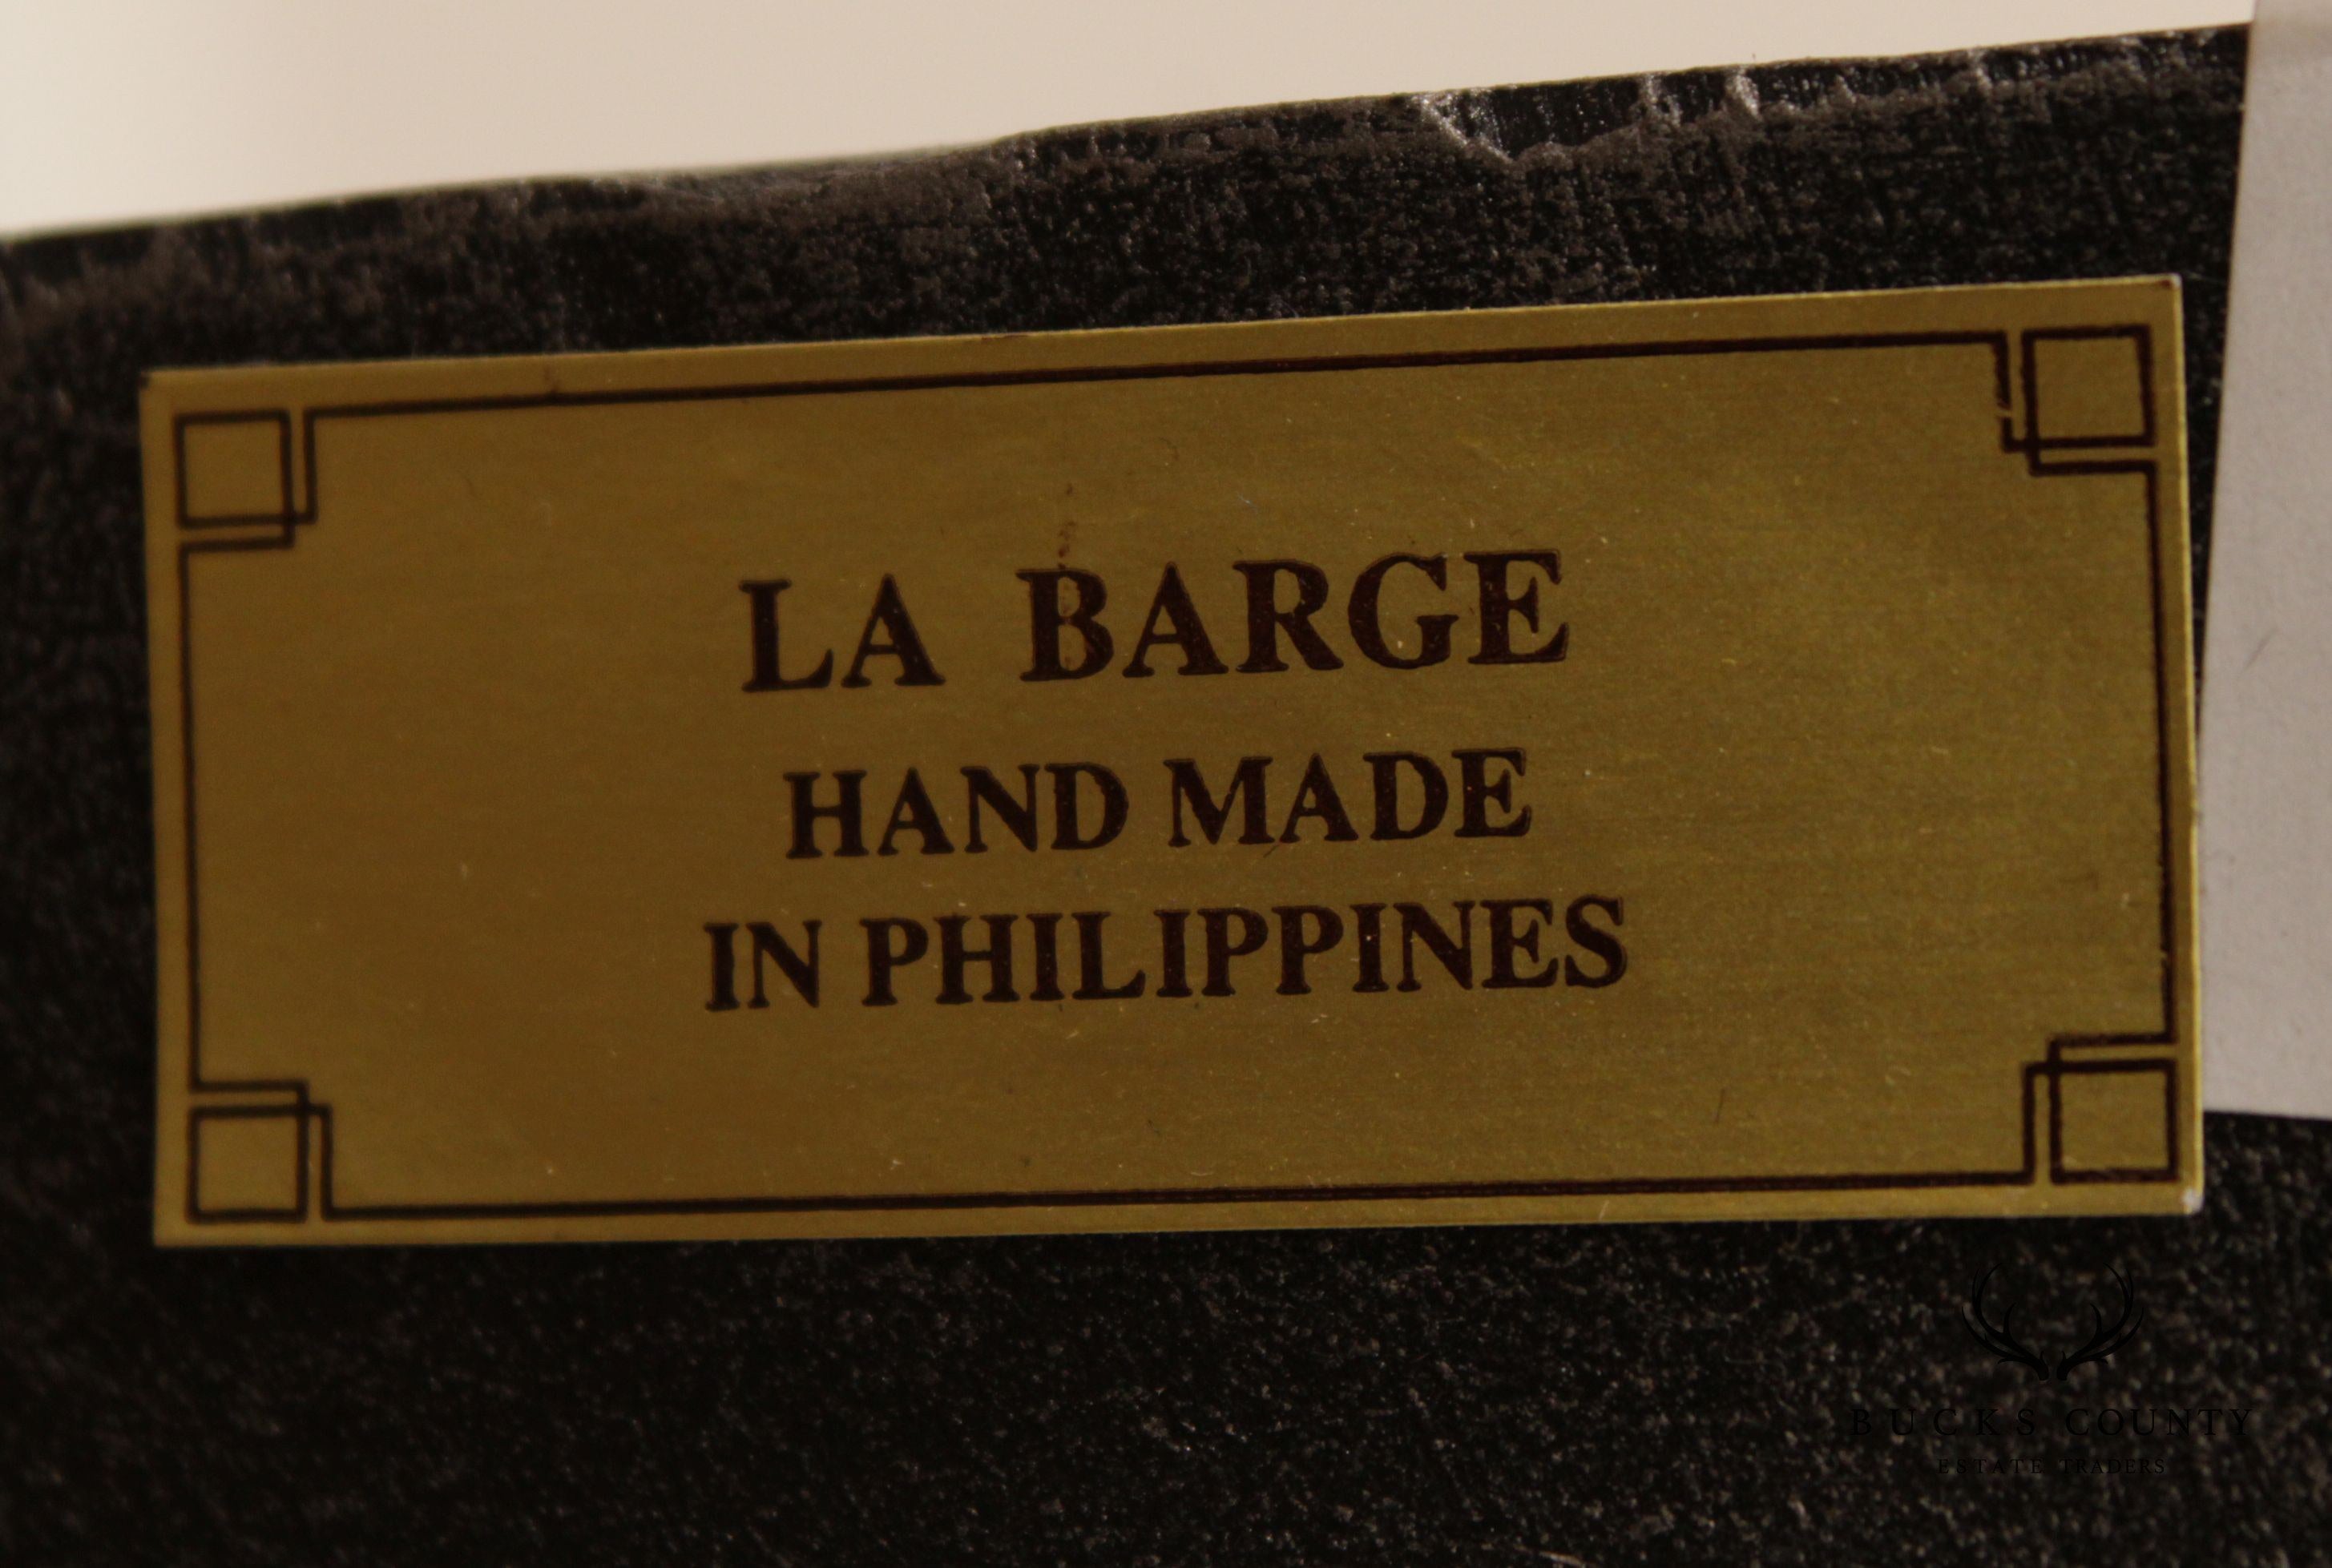 LA BARGE
HAND MADE
IN PHILIPPINES
BUCKS COUNTY
ESTATE TRADERS